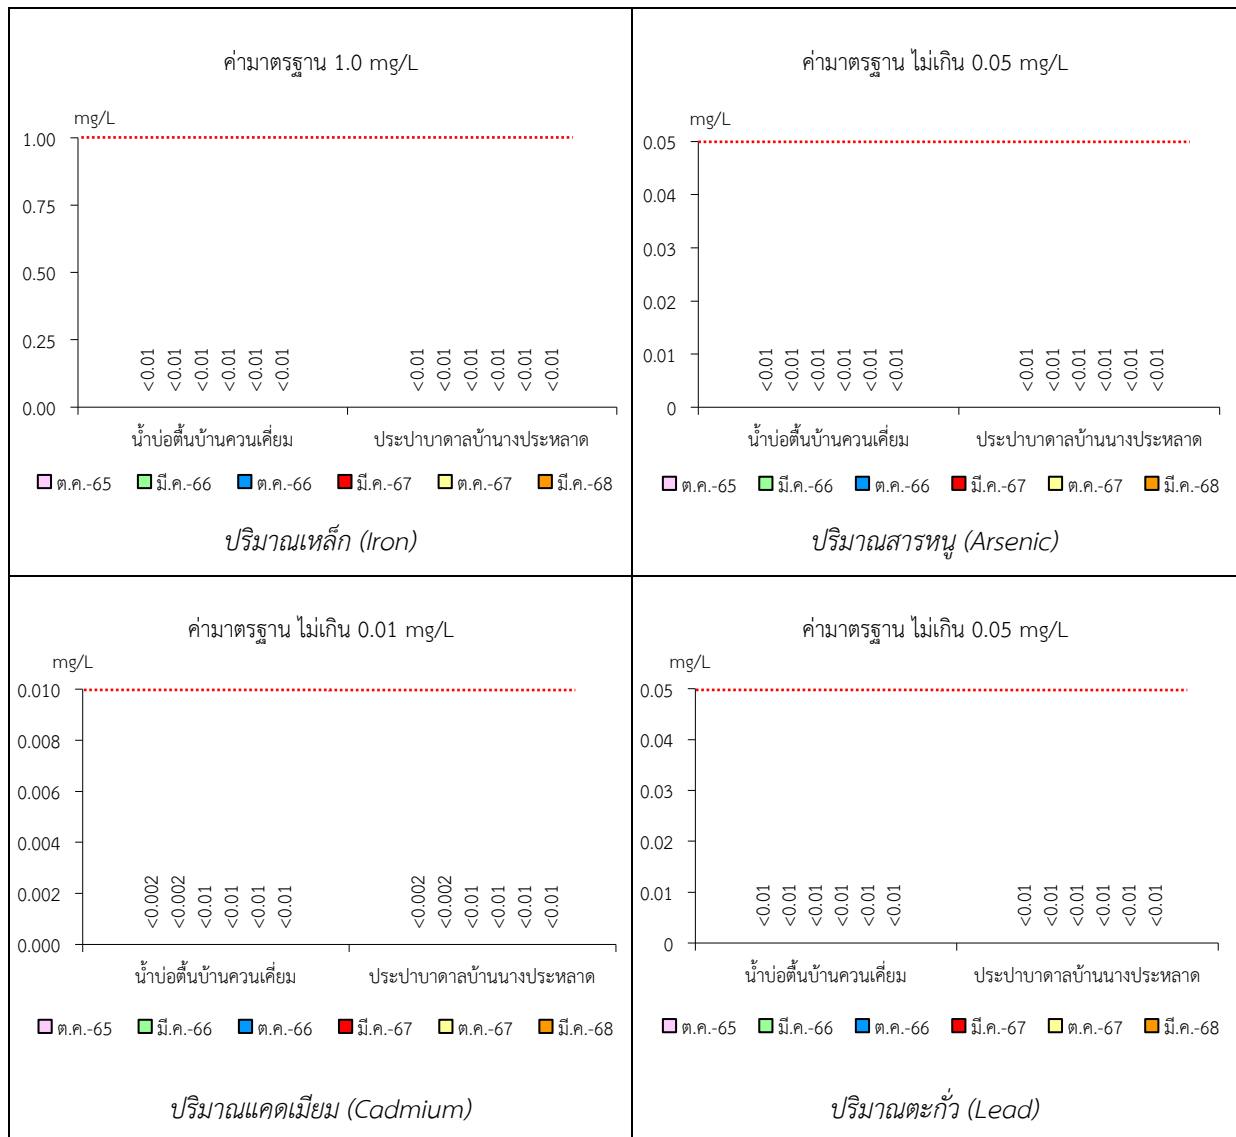 ค่ามาตรฐาน 1.0 mg/L
mg/L
1.00
0.75
0.50
0.25
0.00
<0.01 <0.01 <0.01 <0.01 <0.01 <0.01 <0.01 <0.01 <0.01 <0.01 <0.01 <0.01
น้ำบ่อตื้นบ้านควนเคี่ยม ประปาบาดาลบ้านนางประหลาด
ต.ค.-65 มี.ค.-66 ต.ค.-66 มี.ค.-67 ต.ค.-67 มี.ค.-68
ปริมาณเหล็ก (Iron)
ค่ามาตรฐาน ไม่เกิน 0.05 mg/L
mg/L
0.05
0.04
0.03
0.02
0.01
0
<0.01 <0.01 <0.01 <0.01 <0.01 <0.01 <0.01 <0.01 <0.01 <0.01 <0.01 <0.01
น้ำบ่อตื้นบ้านควนเคี่ยม ประปาบาดาลบ้านนางประหลาด
ต.ค.-65 มี.ค.-66 ต.ค.-66 มี.ค.-67 ต.ค.-67 มี.ค.-68
ปริมาณสารหนู (Arsenic)
ค่ามาตรฐาน ไม่เกิน 0.01 mg/L
mg/L
0.010
0.008
0.006
0.004
0.002
0.000
<0.002 <0.002 <0.01 <0.01 <0.01 <0.01 <0.002 <0.002 <0.01 <0.01 <0.01 <0.01
น้ำบ่อตื้นบ้านควนเคี่ยม ประปาบาดาลบ้านนางประหลาด
ต.ค.-65 มี.ค.-66 ต.ค.-66 มี.ค.-67 ต.ค.-67 มี.ค.-68
ปริมาณแคดเมียม (Cadmium)
ค่ามาตรฐาน ไม่เกิน 0.05 mg/L
mg/L
0.05
0.04
0.03
0.02
0.01
0
<0.01 <0.01 <0.01 <0.01 <0.01 <0.01 <0.01 <0.01 <0.01 <0.01 <0.01 <0.01
น้ำบ่อตื้นบ้านควนเคี่ยม ประปาบาดาลบ้านนางประหลาด
ต.ค.-65 มี.ค.-66 ต.ค.-66 มี.ค.-67 ต.ค.-67 มี.ค.-68
ปริมาณตะกั่ว (Lead)